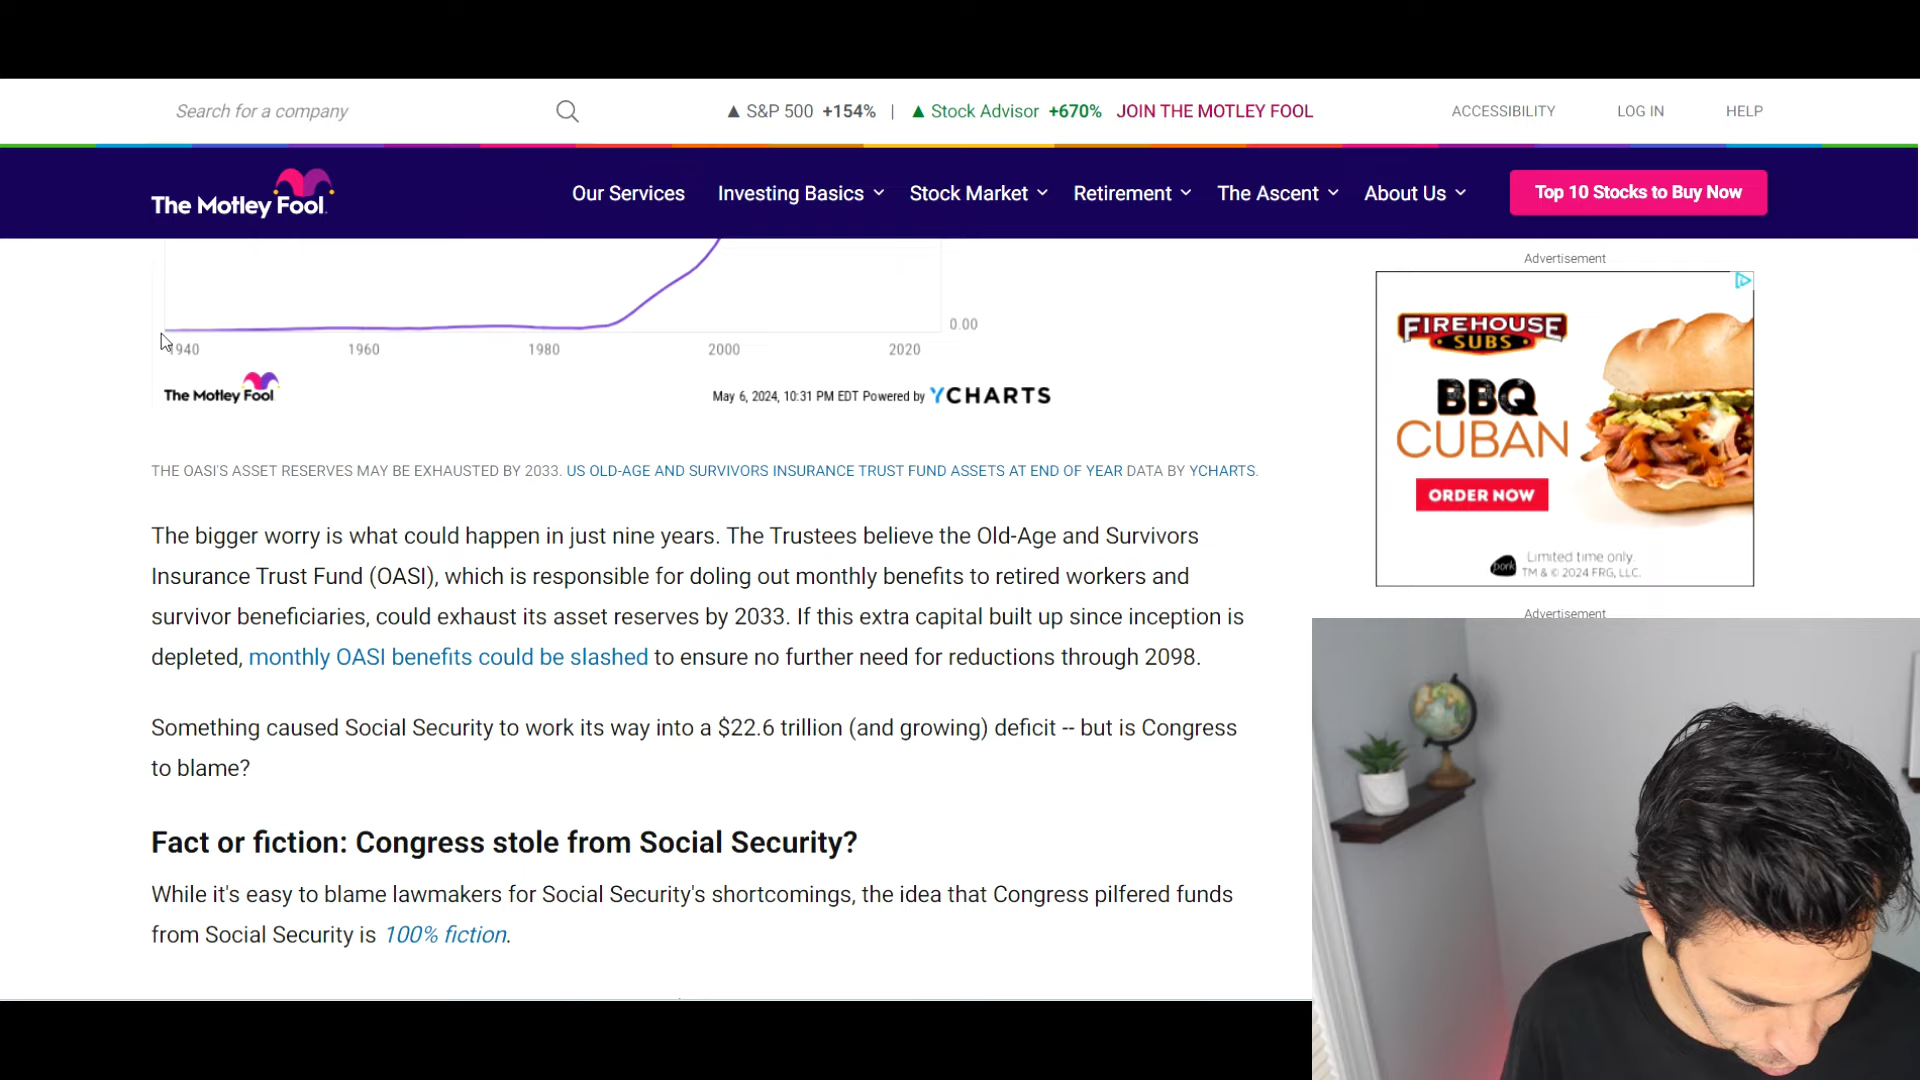 Search for a company
▲ S&P 500 +154% | ▲ Stock Advisor +670% JOIN THE MOTLEY FOOL
ACCESSIBILITY LOG IN HELP
The Motley Fool
Our Services Investing Basics Stock Market Retirement The Ascent About Us Top 10 Stocks to Buy Now
0.00
1940 1960 1980 2000 2020
The Motley Fool
May 6, 2024, 10:31 PM EDT Powered by YCHARTS
THE OASI'S ASSET RESERVES MAY BE EXHAUSTED BY 2033. US OLD-AGE AND SURVIVORS INSURANCE TRUST FUND ASSETS AT END OF YEAR DATA BY YCHARTS.
The bigger worry is what could happen in just nine years. The Trustees believe the Old-Age and Survivors
Insurance Trust Fund (OASI), which is responsible for doling out monthly benefits to retired workers and
survivor beneficiaries, could exhaust its asset reserves by 2033. If this extra capital built up since inception is
depleted, monthly OASI benefits could be slashed to ensure no further need for reductions through 2098.
Something caused Social Security to work its way into a $22.6 trillion (and growing) deficit -- but is Congress
to blame?
Fact or fiction: Congress stole from Social Security?
While it's easy to blame lawmakers for Social Security's shortcomings, the idea that Congress pilfered funds
from Social Security is 100% fiction.
Advertisement
FIREHOUSE
SUBS
BBQ
CUBAN
ORDER NOW
pork
Limited time only.
TM & © 2024 FRG, LLC.
Advertisement